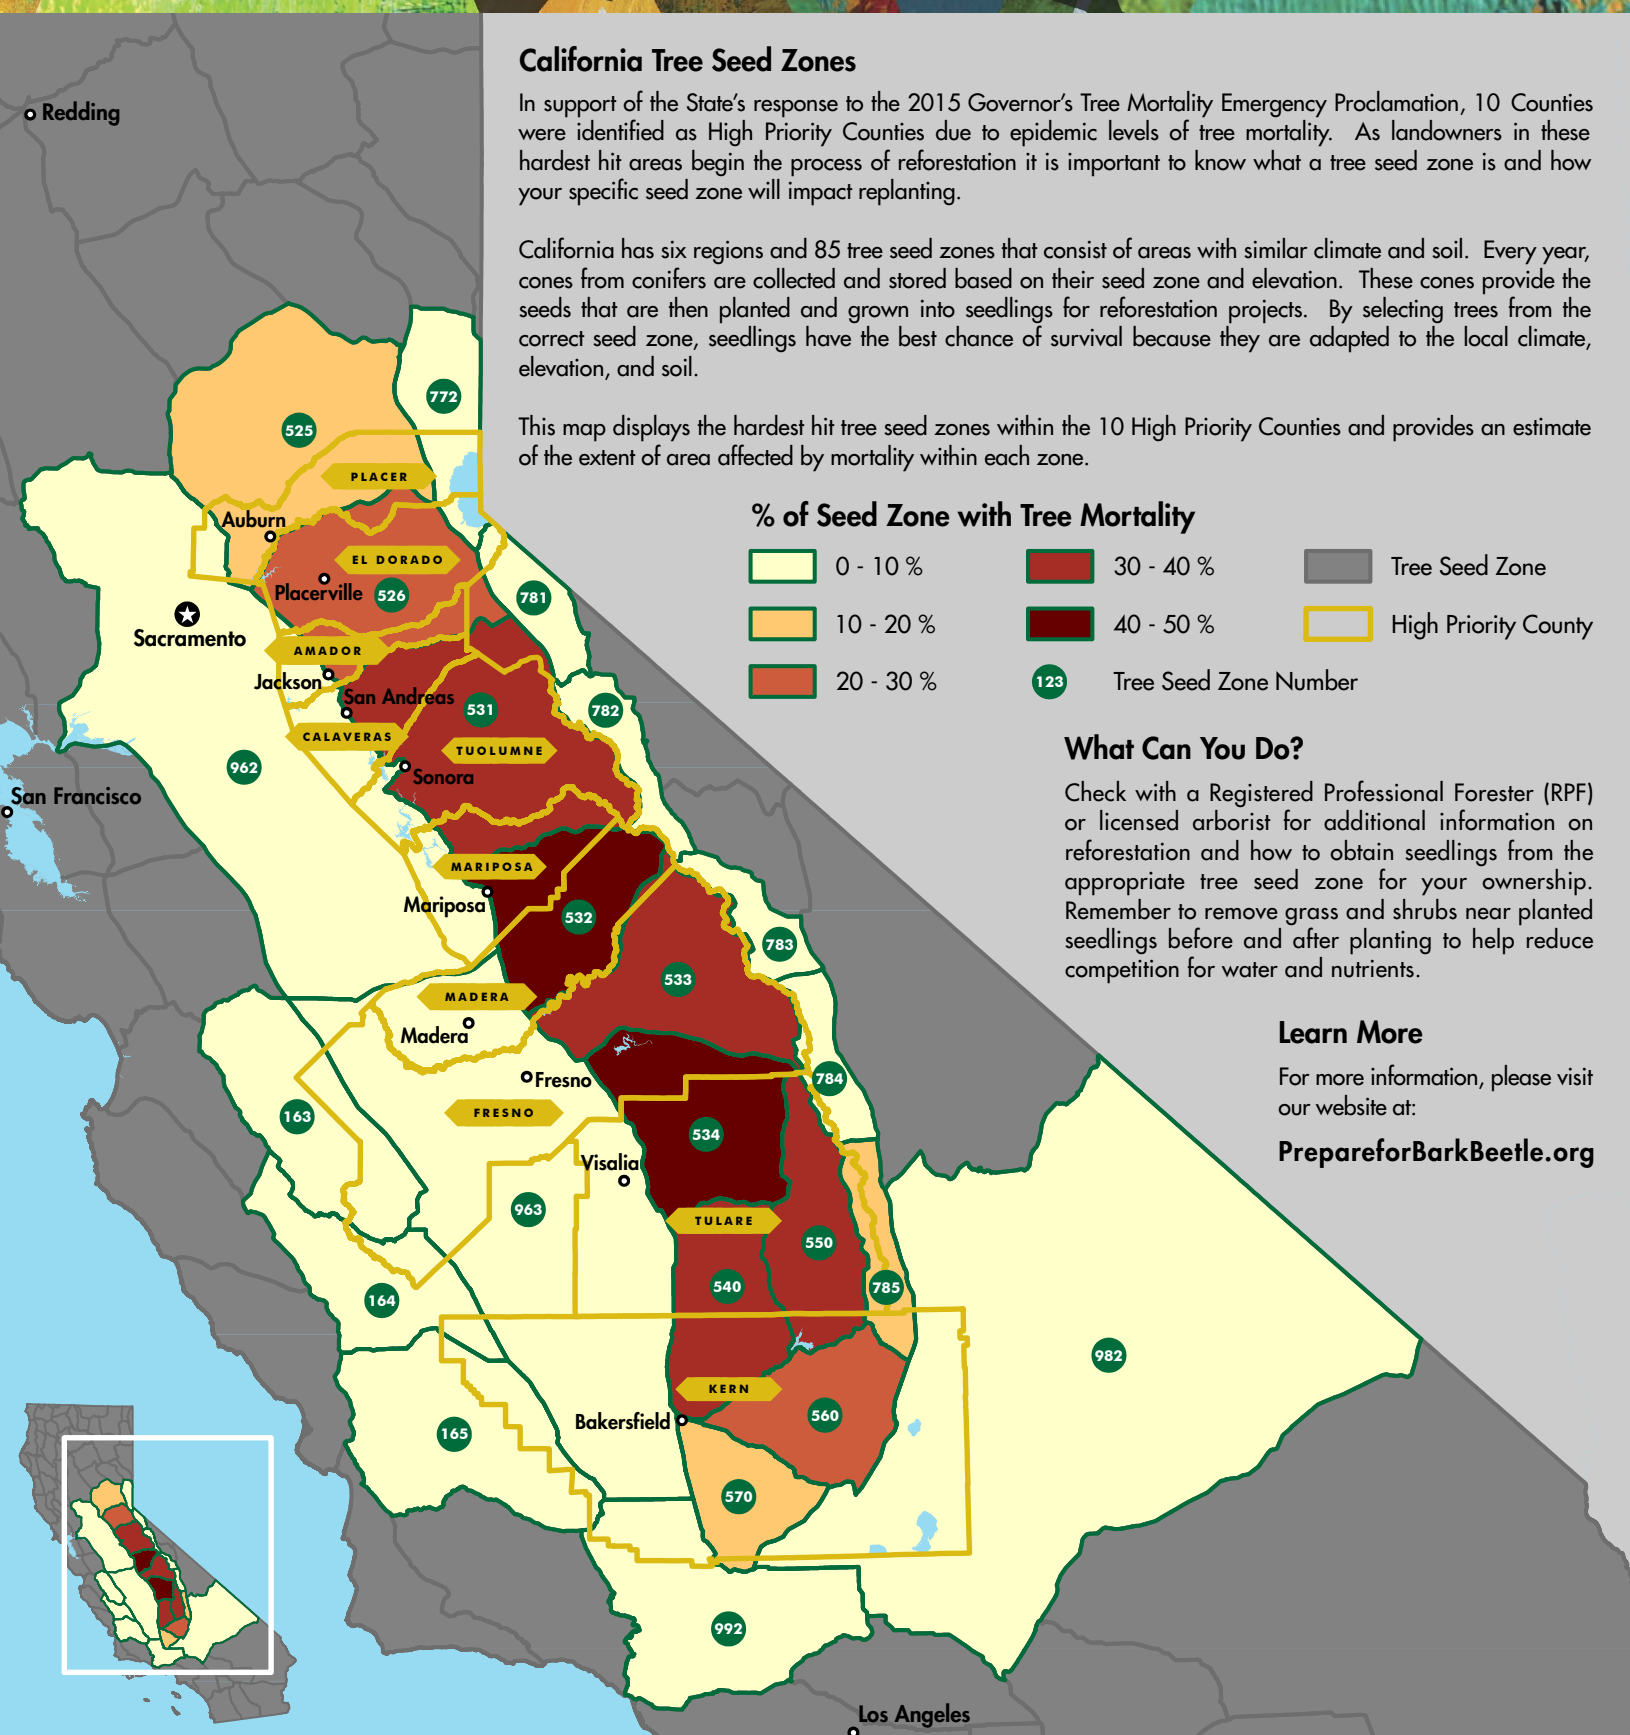 California Tree Seed Zones
In support of the State's response to the 2015 Governor's Tree Mortality Emergency Proclamation, 10 Counties
were identified as High Priority Counties due to epidemic levels of tree mortality. As landowners in these
hardest hit areas begin the process of reforestation it is important to know what a tree seed zone is and how
your specific seed zone will impact replanting.
California has six regions and 85 tree seed zones that consist of areas with similar climate and soil. Every year,
cones from conifers are collected and stored based on their seed zone and elevation. These cones provide the
seeds that are then planted and grown into seedlings for reforestation projects. By selecting trees from the
correct seed zone, seedlings have the best chance of survival because they are adapted to the local climate,
elevation, and soil.
This map displays the hardest hit tree seed zones within the 10 High Priority Counties and provides an estimate
of the extent of area affected by mortality within each zone.
% of Seed Zone with Tree Mortality
0 - 10 %
30 - 40 %
Tree Seed Zone
10 - 20 %
40 - 50 %
High Priority County
20 - 30 %
123
Tree Seed Zone Number
What Can You Do?
Check with a Registered Professional Forester (RPF)
or licensed arborist for additional information on
reforestation and how to obtain seedlings from the
appropriate tree seed zone for your ownership.
Remember to remove grass and shrubs near planted
seedlings before and after planting to help reduce
competition for water and nutrients.
Learn More
For more information, please visit
our website at:
PrepareforBarkBeetle.org
Redding
772
525
PLACER
Auburn
EL DORADO
Placerville
526
781
Sacramento
AMADOR
Jackson
San Andreas
531
782
CALAVERAS
TUOLUMNE
962
Sonora
San Francisco
MARIPOSA
Mariposa
532
783
533
MADERA
Madera
Fresno
784
FRESNO
163
534
Visalia
963
TULARE
550
540
785
164
982
KERN
560
Bakersfield
165
570
992
Los Angeles